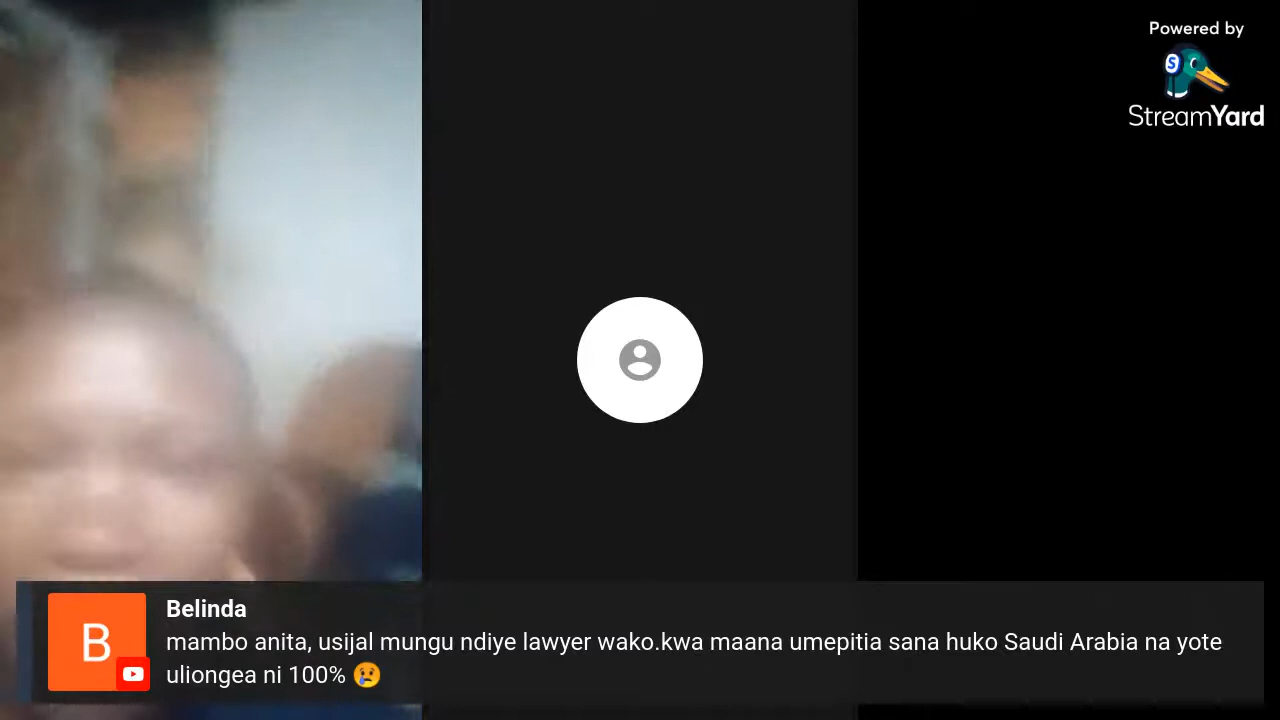 Powered by
StreamYard
Belinda
mambo anita, usijal mungu ndiye lawyer wako.kwa maana umepitia sana huko Saudi Arabia na yote
uliongea ni 100% 😢